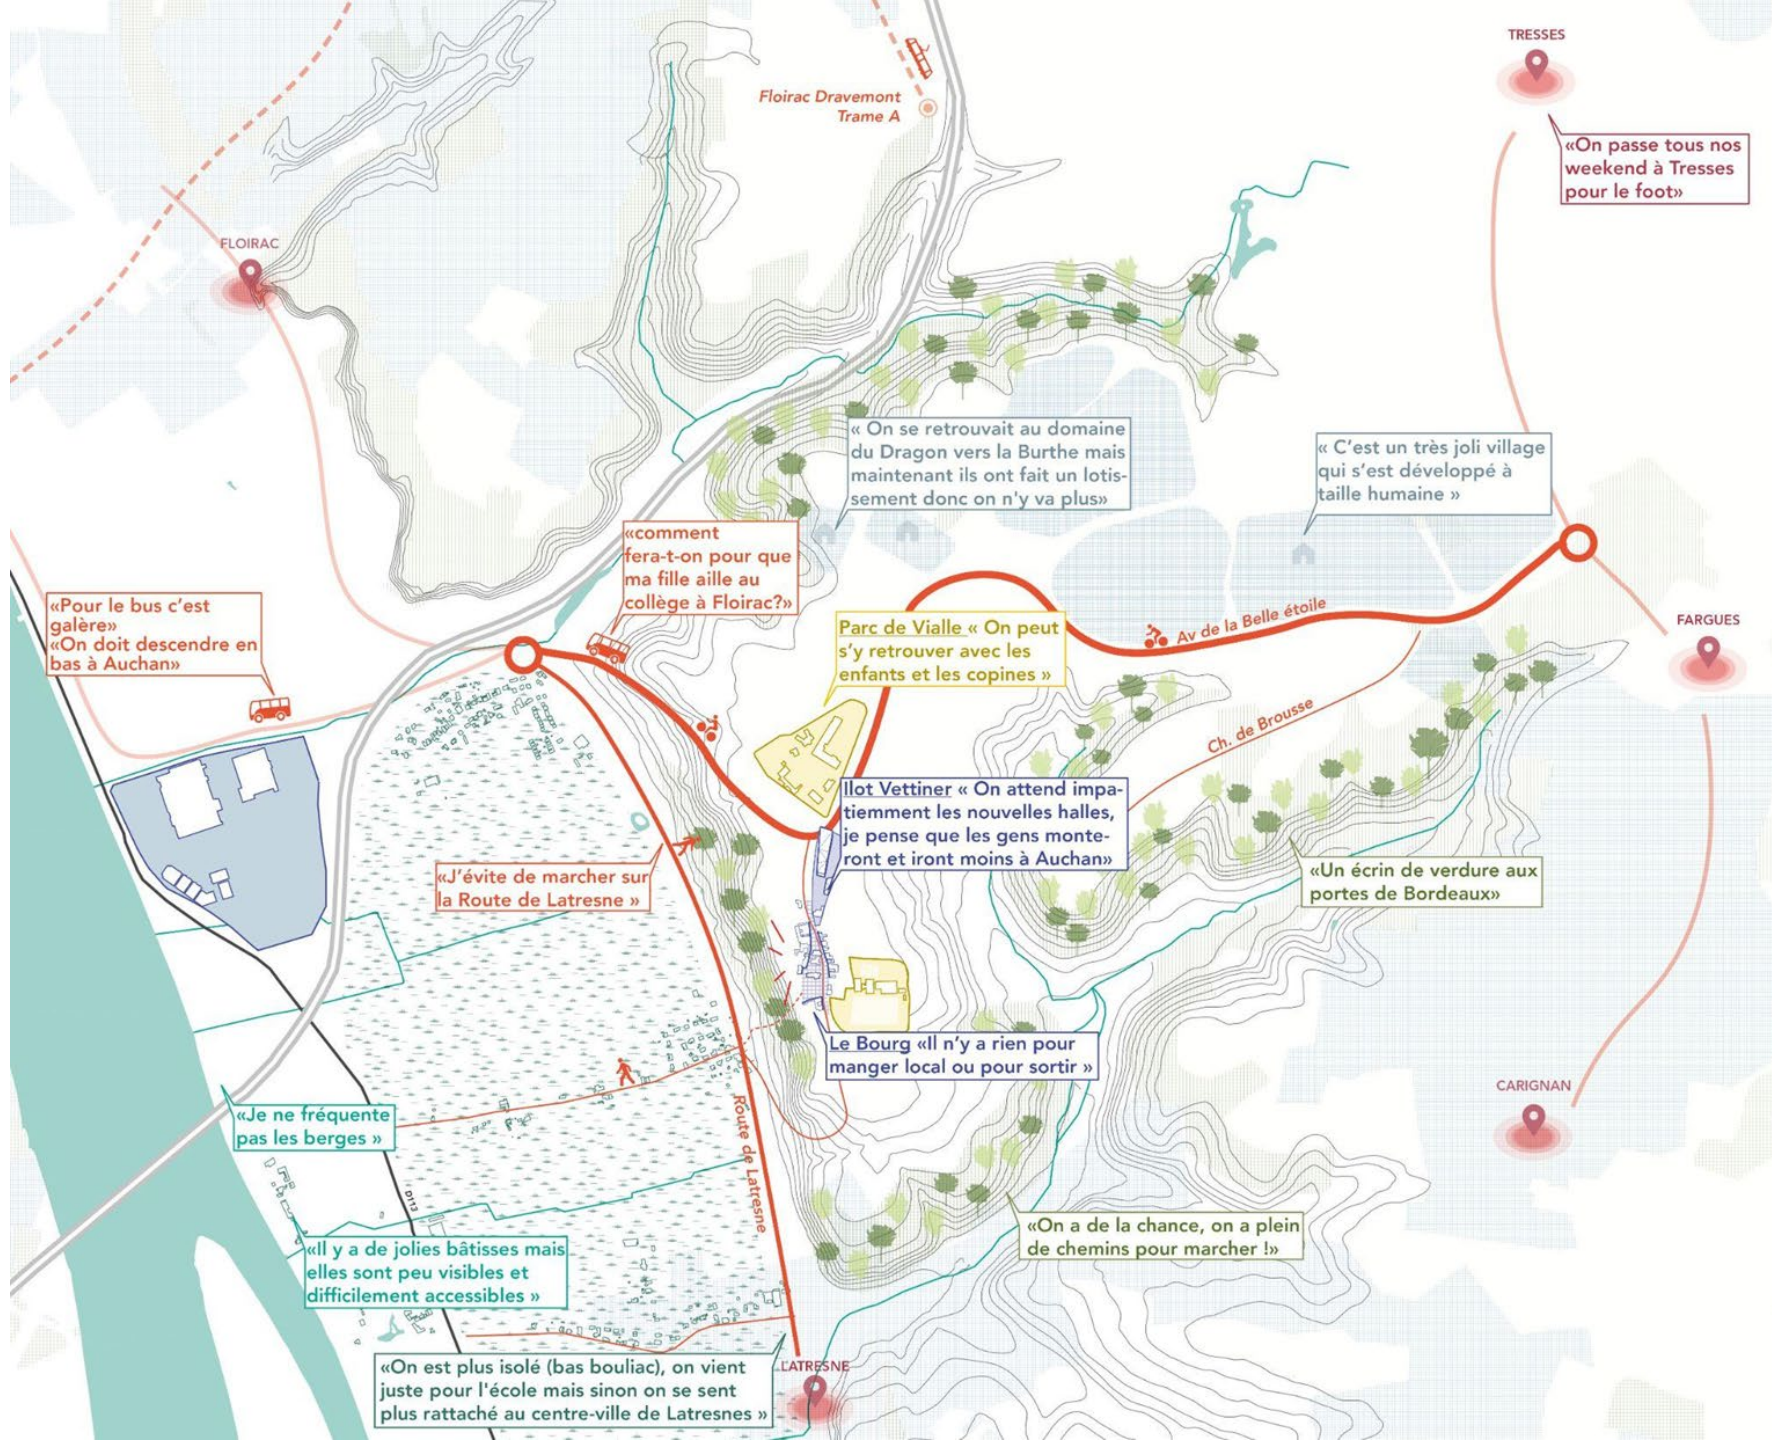 TRESSES
Floirac Dravemont
Trame A
«On passe tous nos
weekend à Tresses
pour le foot»
FLOIRAC
« On se retrouvait au domaine
du Dragon vers la Burthe mais
maintenant ils ont fait un lotis-
sement donc on n'y va plus»
« C'est un très joli village
qui s'est développé à
taille humaine »
«comment
fera-t-on pour que
ma fille aille au
collège à Floirac?»
«Pour le bus c'est
galère»
«On doit descendre en
bas à Auchan»
Av de la Belle étoile
FARGUES
Parc de Vialle « On peut
s'y retrouver avec les
enfants et les copines »
Ch. de Brousse
Ilot Vettiner « On attend impa-
tiemment les nouvelles halles,
je pense que les gens monte-
ront et iront moins à Auchan»
«J'évite de marcher sur
la Route de Latresne »
«Un écrin de verdure aux
portes de Bordeaux»
Le Bourg «Il n'y a rien pour
manger local ou pour sortir »
CARIGNAN
«Je ne fréquente
pas les berges »
Route de Latresne
D113
«On a de la chance, on a plein
de chemins pour marcher !»
«Il y a de jolies bâtisses mais
elles sont peu visibles et
difficilement accessibles »
«On est plus isolé (bas bouliac), on vient
juste pour l'école mais sinon on se sent
plus rattaché au centre-ville de Latresnes »
LATRESNE